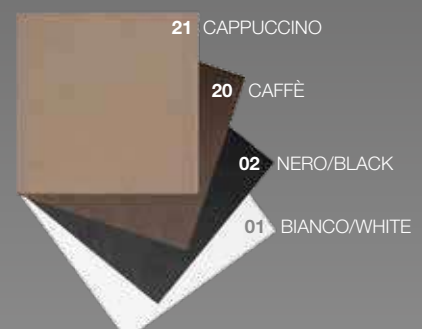 21 CAPPUCCINO
20 CAFFÈ
02 NERO/BLACK
01 BIANCO/WHITE